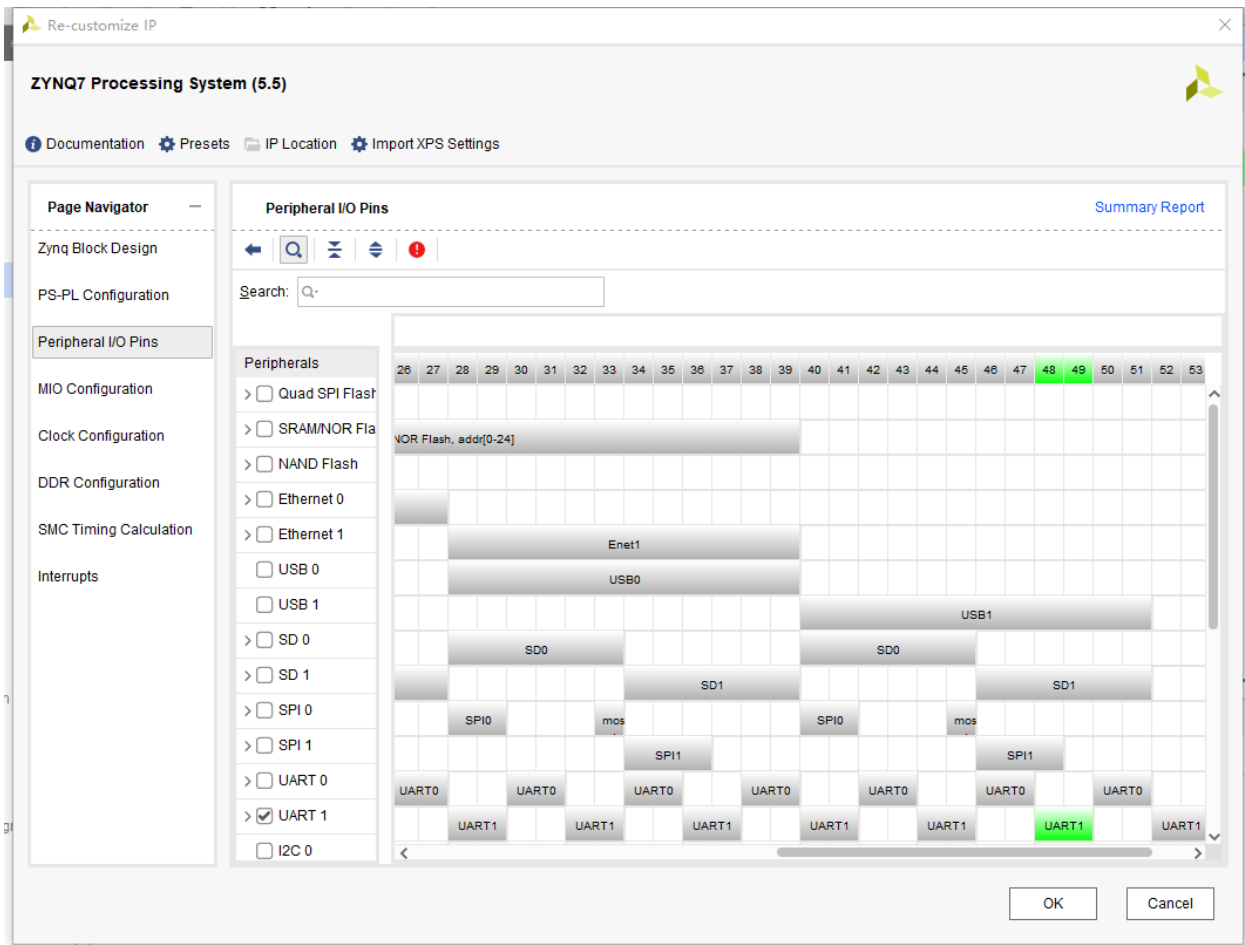 Re-customize IP
ZYNQ7 Processing System (5.5)
Documentation Presets IP Location Import XPS Settings
Page Navigator
Zynq Block Design
PS-PL Configuration
Peripheral I/O Pins
MIO Configuration
Clock Configuration
DDR Configuration
SMC Timing Calculation
Interrupts
Peripheral I/O Pins Summary Report
Search:
Peripherals 26 27 28 29 30 31 32 33 34 35 36 37 38 39 40 41 42 43 44 45 46 47 48 49 50 51 52 53
Quad SPI Flash
SRAM/NOR Fla NOR Flash, addr[0-24]
NAND Flash
Ethernet 0
Ethernet 1 Enet1
USB 0 USB0
USB 1 USB1
SD 0 SD0 SD0
SD 1 SD1 SD1
SPI 0 SPI0 mos SPI0 mos
SPI 1 SPI1 SPI1
UART 0 UART0 UART0 UART0 UART0 UART0 UART0 UART0
UART 1 UART1 UART1 UART1 UART1 UART1 UART1 UART1
I2C 0
OK Cancel